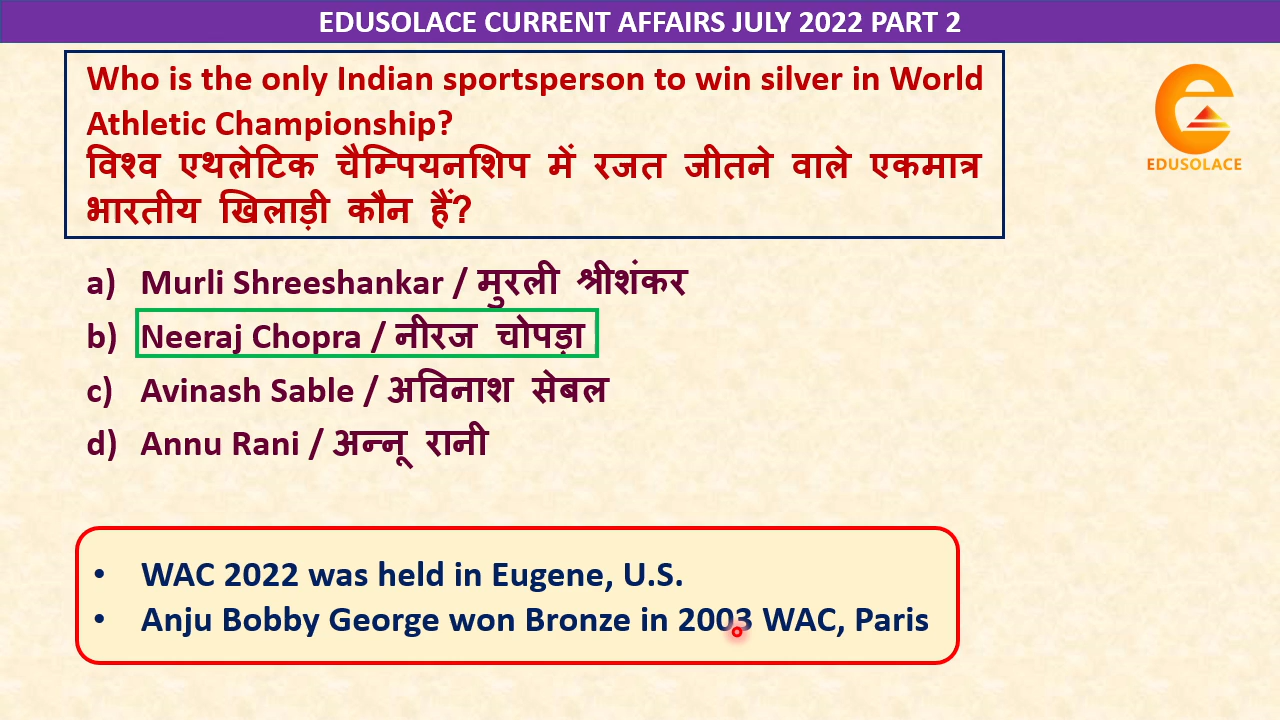 EDUSOLACE CURRENT AFFAIRS JULY 2022 PART 2
Who is the only Indian sportsperson to win silver in World
Athletic Championship?
विश्व एथलेटिक चैम्पियनशिप में रजत जीतने वाले एकमात्र
भारतीय खिलाड़ी कौन हैं?
EDUSOLACE
a) Murli Shreeshankar / मुरली श्रीशंकर
b) Neeraj Chopra / नीरज चोपड़ा
c) Avinash Sable / अविनाश सेबल
d) Annu Rani / अन्नू रानी
• WAC 2022 was held in Eugene, U.S.
• Anju Bobby George won Bronze in 2003 WAC, Paris